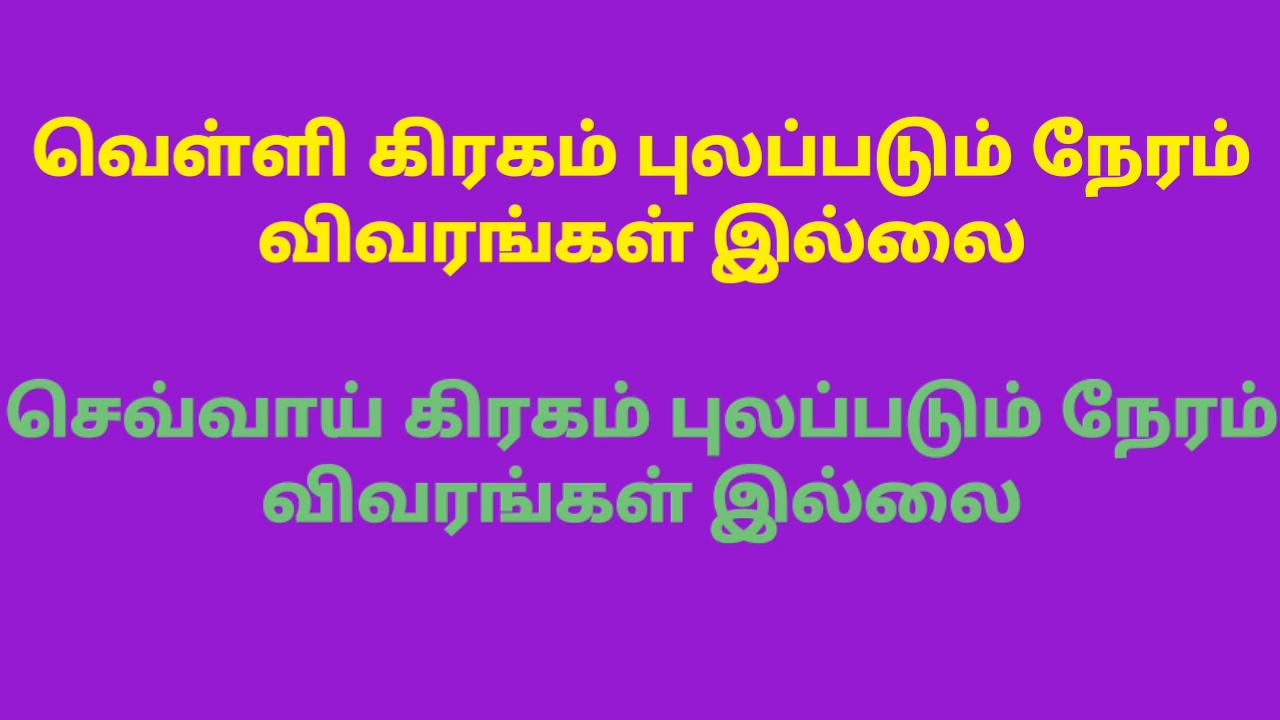 வெள்ளி கிரகம் புலப்படும் நேரம்
விவரங்கள் இல்லை
செவ்வாய் கிரகம் புலப்படும் நேரம்
விவரங்கள் இல்லை